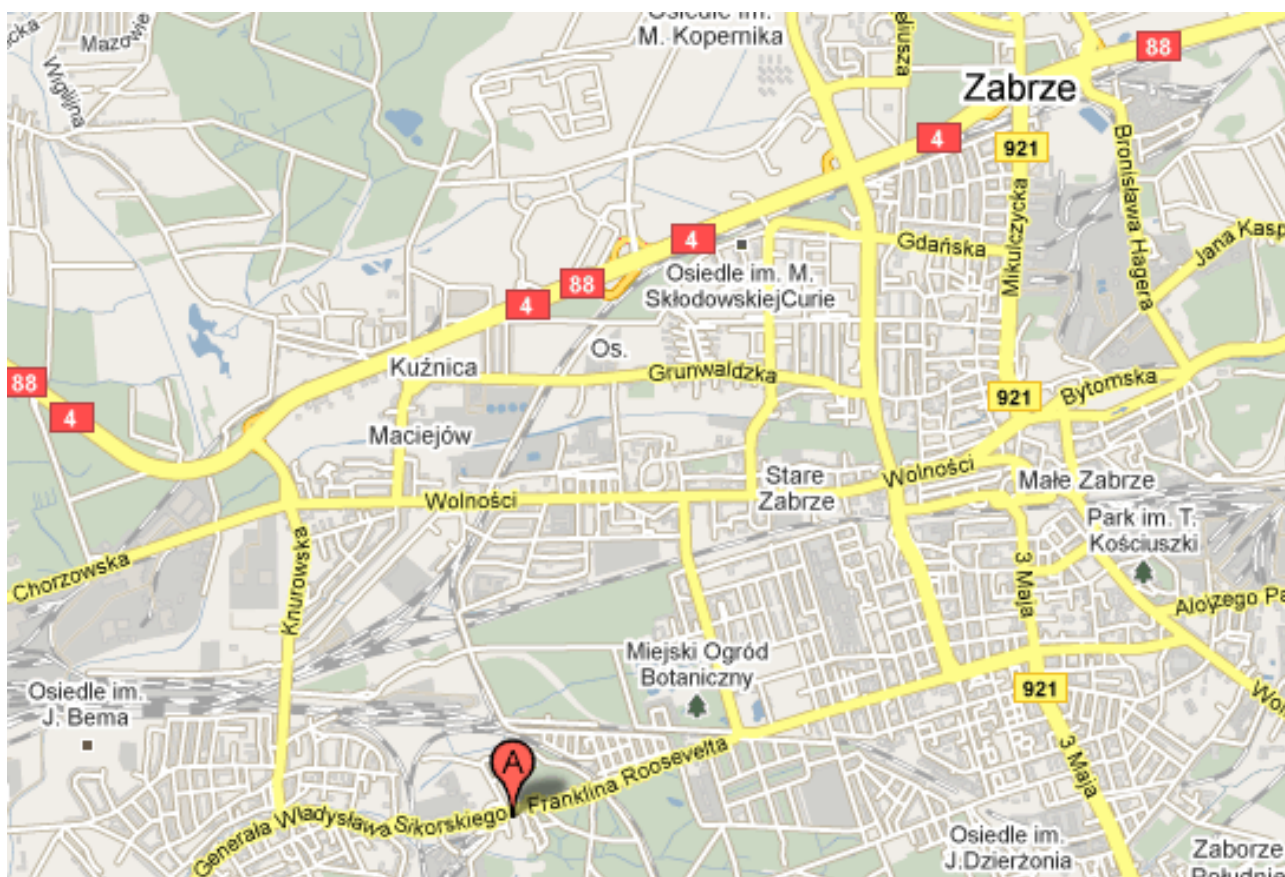 Osiedle im.
M. Kopernika
Mazowie
Wigilijna
88
Zabrze
4
921
Bronisława Hagera
Mikulczycka
Jana Kasp
Gdańska
4
Osiedle im. M.
SkłodowskiejCurie
88
4
Os.
Kuźnica
Grunwaldzka
88
4
921
Bytomska
Maciejów
Wolności
Stare
Zabrze
Wolności
Małe Zabrze
Park im. T.
Kościuszki
Chorzowska
Knurowska
3 Maja
Miejski Ogród
Botaniczny
Osiedle im.
J. Bema
921
3 Maja
A
Franklina Roosevelta
Generała Władysława Sikorskiego
Osiedle im.
J.Dzierżonia
Zaborze